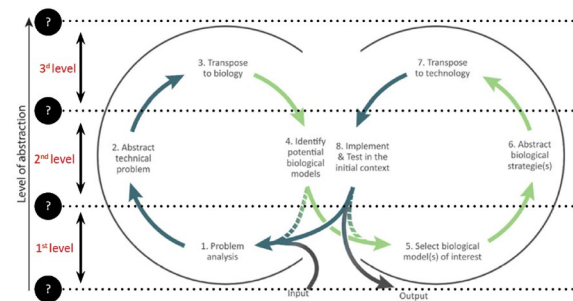 ?
3ᵈ level
?
2ⁿᵈ level
?
1ˢᵗ level
?
Level of abstraction
3. Transpose
to biology
7. Transpose
to technology
2. Abstract
technical
problem
4. Identify
potential
biological
models
8. Implement
& Test in the
initial context
6. Abstract
biological
strategie(s)
1. Problem
analysis
5. Select biological
model(s) of interest
Input
Output